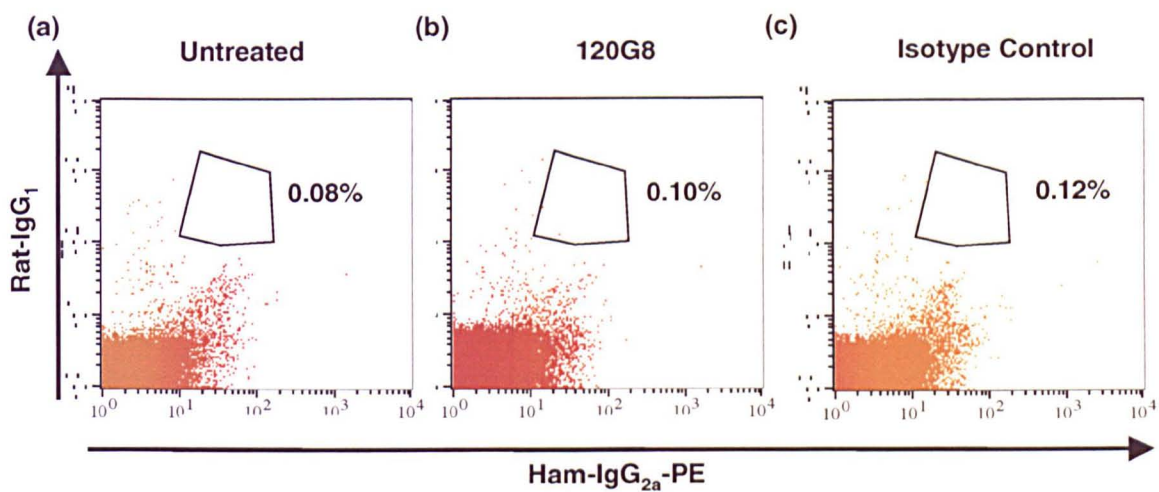 (a) (b) (c)
Untreated 120G8 Isotype Control
0.08% 0.10% 0.12%
Rat-IgG₁
10⁰ 10¹ 10² 10³ 10⁴ 10⁰ 10¹ 10² 10³ 10⁴ 10⁰ 10¹ 10² 10³ 10⁴
Ham-IgG₂ₐ-PE